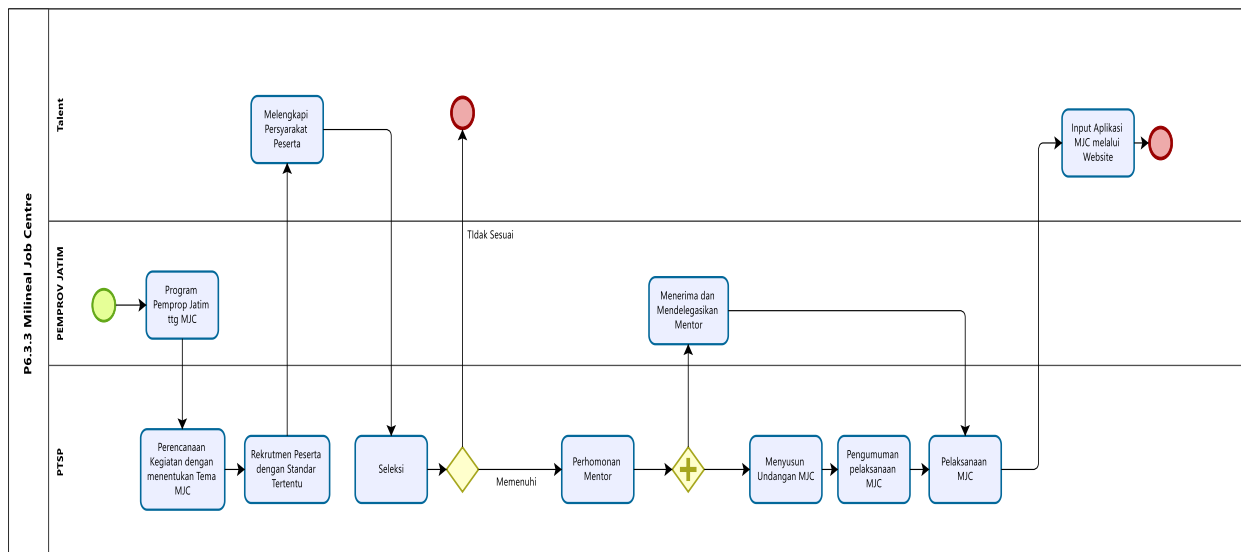 P6.3.3 Milineal Job Centre
Talent
Melengkapi
Persyarakat
Peserta
Input Aplikasi
MJC melalui
Website
PEMPROV JATIM
TIdak Sesuai
Program
Pemprop Jatim
ttg MJC
Menerima dan
Mendelegasikan
Mentor
PTSP
Perencanaan
Kegiatan dengan
menentukan Tema
MJC
Rekrutmen Peserta
dengan Standar
Tertentu
Seleksi
Memenuhi
Perhomonan
Mentor
Menyusun
Undangan MJC
Pengumuman
pelaksanaan
MJC
Pelaksanaan
MJC